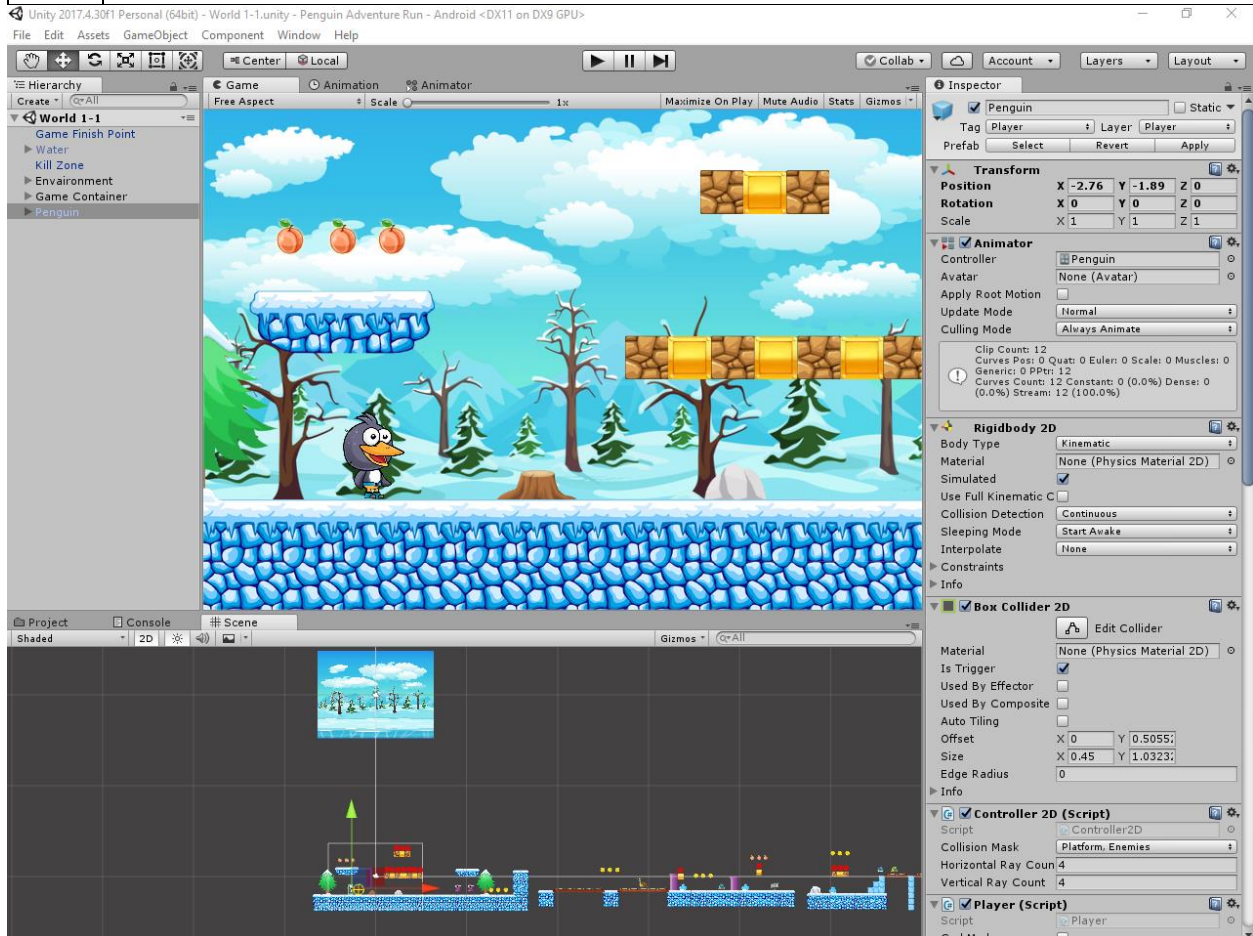 Unity 2017.4.30f1 Personal (64bit) - World 1-1.unity - Penguin Adventure Run - Android <DX11 on DX9 GPU>
File Edit Assets GameObject Component Window Help
Center Local Collab Account Layers Layout
Hierarchy
Create All
World 1-1
Game Finish Point
Water
Kill Zone
Envaironment
Game Container
Penguin
Game Animation Animator
Free Aspect Scale 1x Maximize On Play Mute Audio Stats Gizmos
Project Console Scene
Shaded 2D Gizmos All
Inspector
Penguin Static
Tag Player Layer Player
Prefab Select Revert Apply
Transform
Position X -2.76 Y -1.89 Z 0
Rotation X 0 Y 0 Z 0
Scale X 1 Y 1 Z 1
Animator
Controller Penguin
Avatar None (Avatar)
Apply Root Motion
Update Mode Normal
Culling Mode Always Animate
Clip Count: 12
Curves Pos: 0 Quat: 0 Euler: 0 Scale: 0 Muscles: 0
Generic: 0 PPtr: 12
Curves Count: 12 Constant: 0 (0.0%) Dense: 0
(0.0%) Stream: 12 (100.0%)
Rigidbody 2D
Body Type Kinematic
Material None (Physics Material 2D)
Simulated
Use Full Kinematic C
Collision Detection Continuous
Sleeping Mode Start Awake
Interpolate None
Constraints
Info
Box Collider 2D
Edit Collider
Material None (Physics Material 2D)
Is Trigger
Used By Effector
Used By Composite
Auto Tiling
Offset X 0 Y 0.5055
Size X 0.45 Y 1.0323
Edge Radius 0
Info
Controller 2D (Script)
Script Controller2D
Collision Mask Platform, Enemies
Horizontal Ray Coun 4
Vertical Ray Count 4
Player (Script)
Script Player